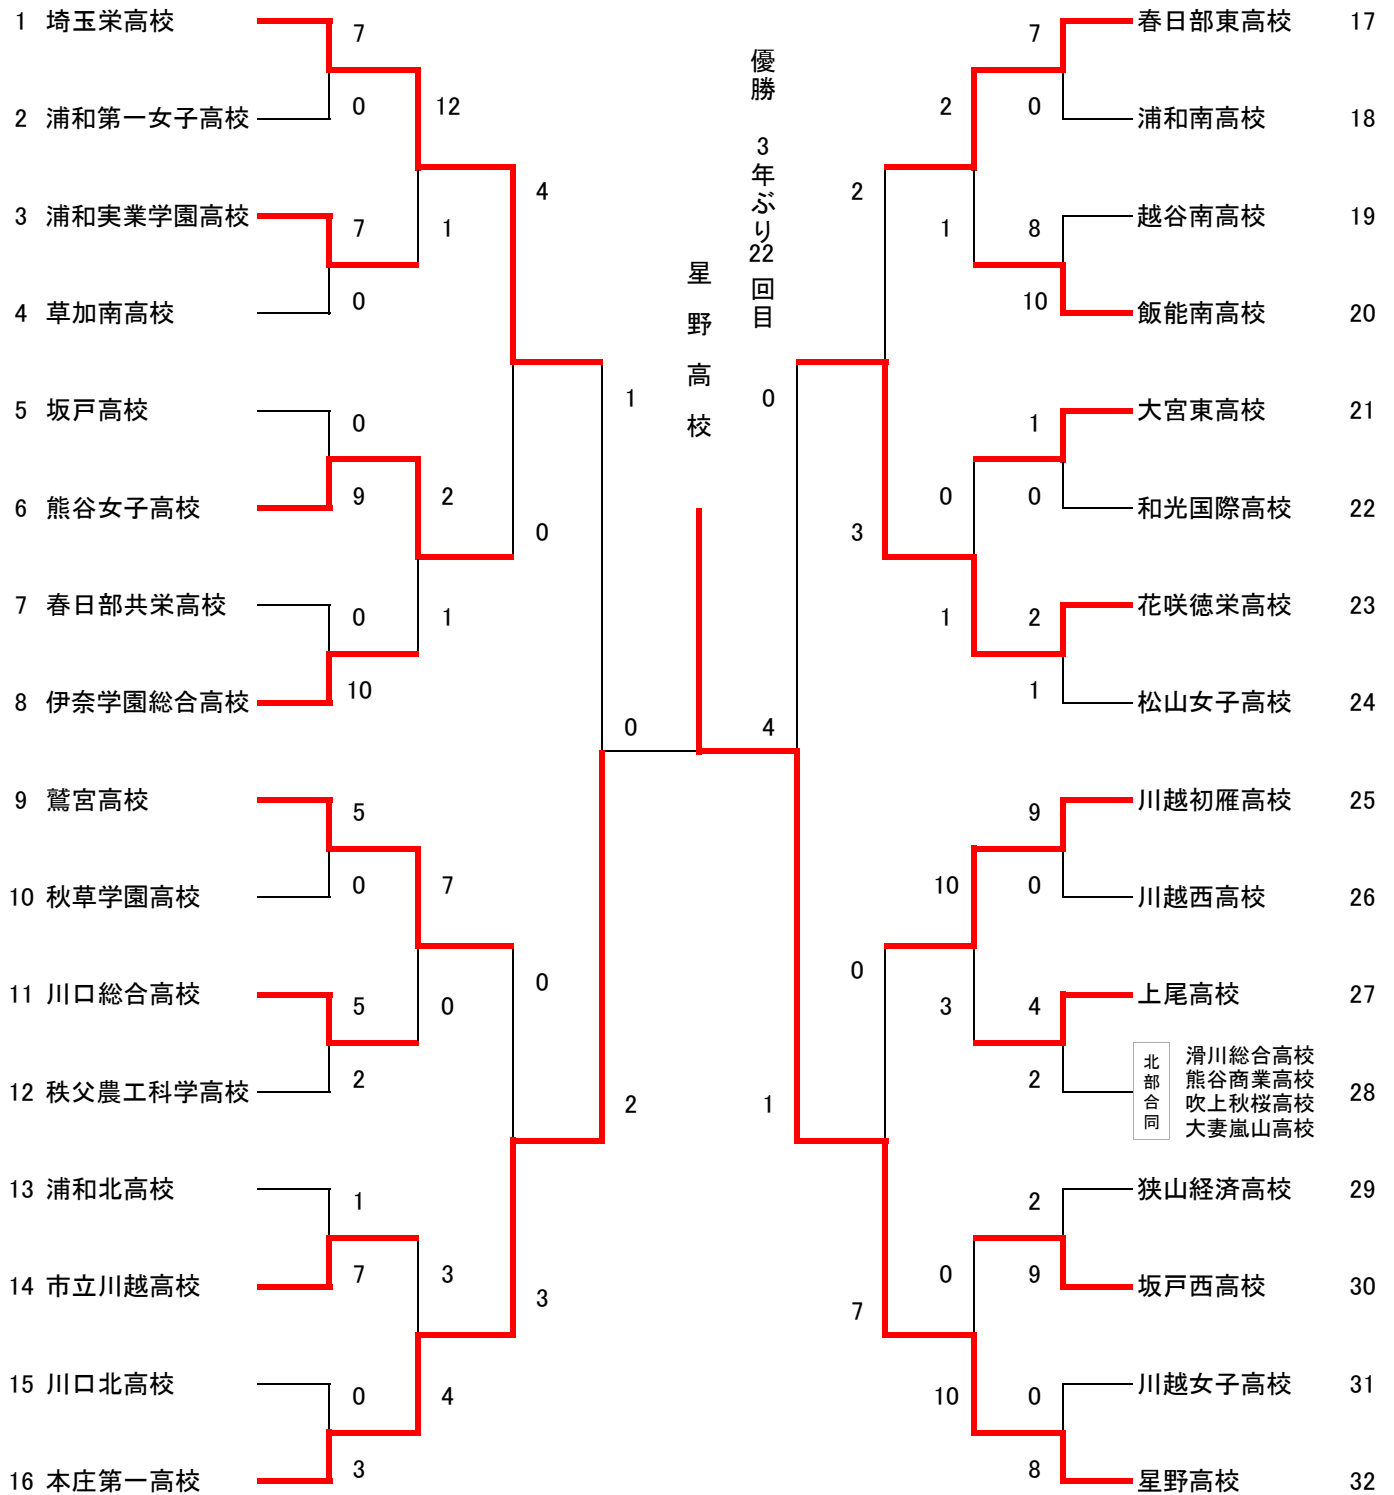 1 埼玉栄高校
7
0
2 浦和第一女子高校
12
3 浦和実業学園高校
7
1
0
4 草加南高校
4
5 坂戸高校
0
9
6 熊谷女子高校
2
0
7 春日部共栄高校
0
1
10
8 伊奈学園総合高校
1
0
9 鷲宮高校
5
0
10 秋草学園高校
7
0
11 川口総合高校
5
0
2
12 秩父農工科学高校
2
13 浦和北高校
1
7
14 市立川越高校
3
3
15 川口北高校
0
4
3
16 本庄第一高校
優勝 3年ぶり22回目
星野高校
春日部東高校 17
7
0
浦和南高校 18
2
2
越谷南高校 19
8
1
10
飯能南高校 20
0
大宮東高校 21
1
0
和光国際高校 22
0
3
花咲徳栄高校 23
2
1
1
松山女子高校 24
4
川越初雁高校 25
9
0
川越西高校 26
10
0
上尾高校 27
4
3
2
北部合同
滑川総合高校
熊谷商業高校
吹上秋桜高校
大妻嵐山高校
28
1
狭山経済高校 29
2
9
坂戸西高校 30
0
7
川越女子高校 31
0
10
8
星野高校 32